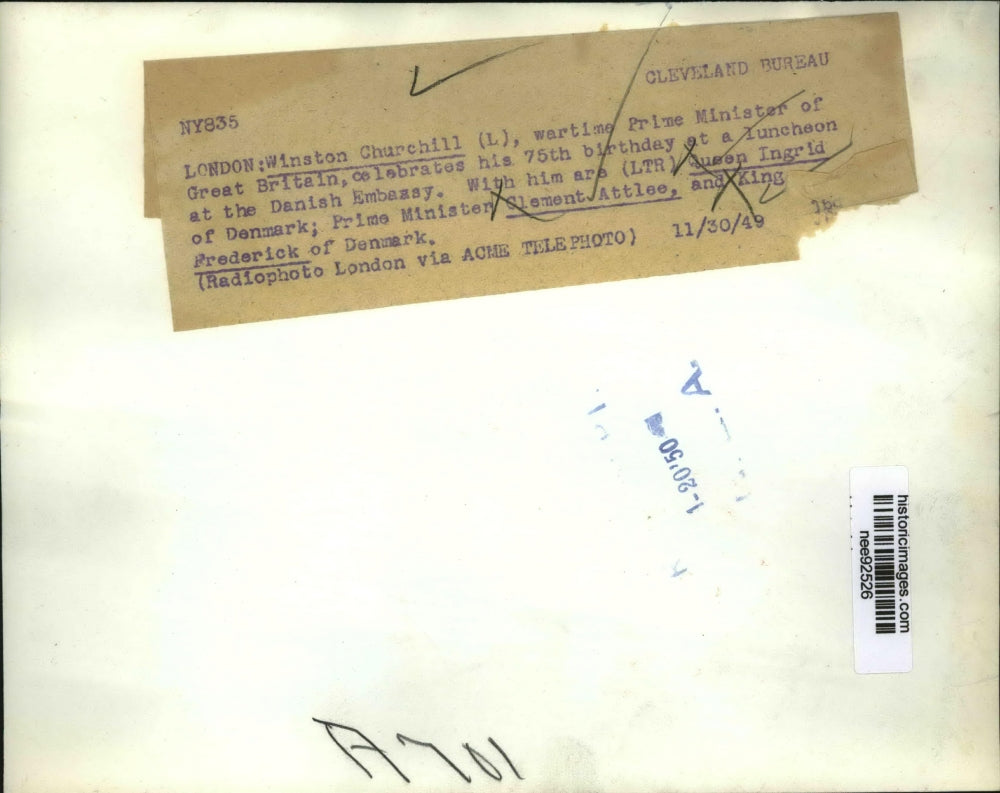 CLEVELAND BUREAU
NY835
LONDON:Winston Churchill (L), wartime Prime Minister of
Great Britain, celebrates his 75th birthday at a luncheon
at the Danish Embassy. With him are (LTR) Queen Ingrid
of Denmark; Prime Minister Clement Attlee, and King
Frederick of Denmark.
(Radiophoto London via ACME TELEPHOTO) 11/30/49
A.
1-20'50
historicimages.com
nee92526
A701